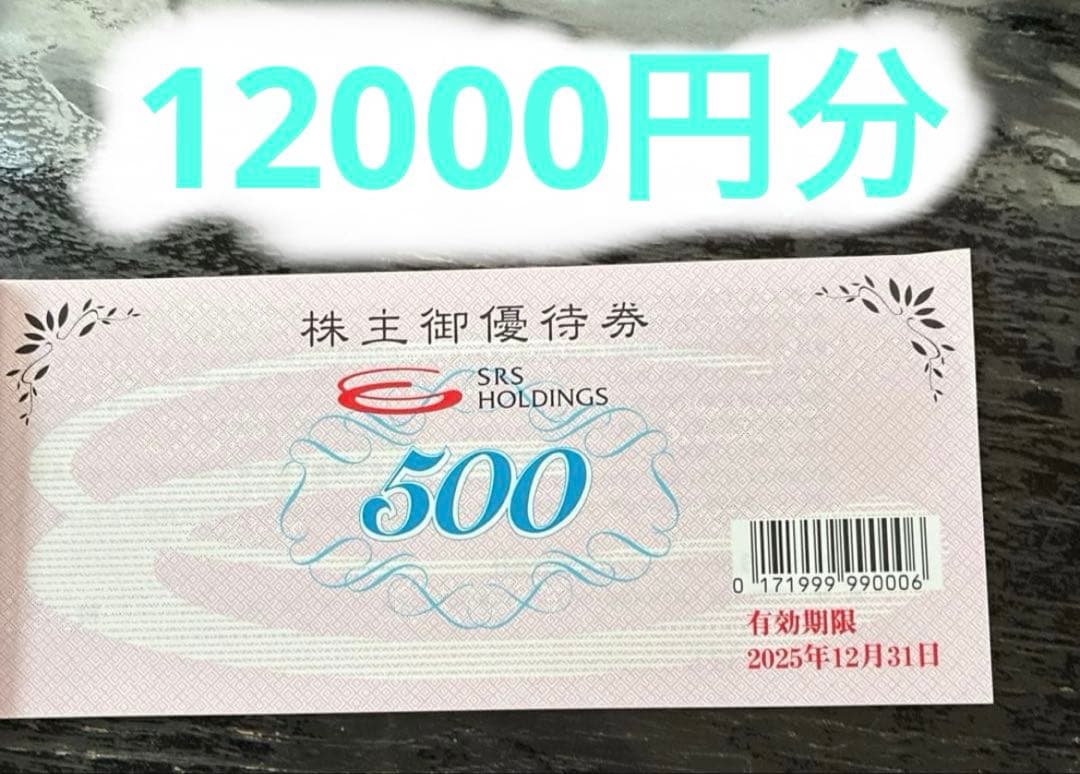 12000円分
株主御優待券
SRS
HOLDINGS
500
0 171999 990006
有効期限
2025年12月31日